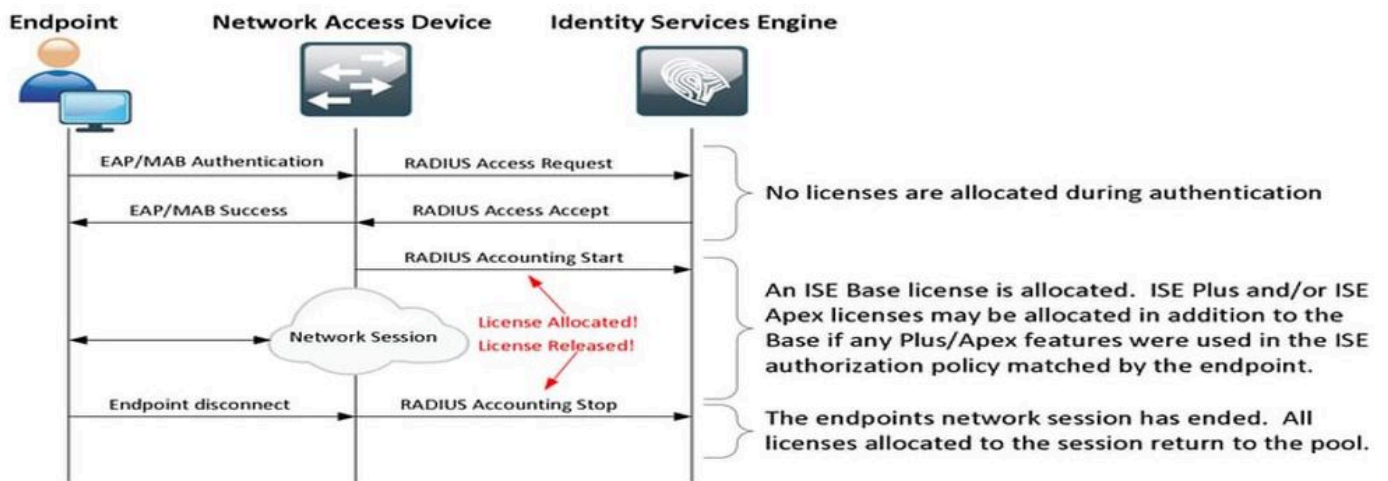 Endpoint
Network Access Device
Identity Services Engine
EAP/MAB Authentication
RADIUS Access Request
No licenses are allocated during authentication
EAP/MAB Success
RADIUS Access Accept
RADIUS Accounting Start
An ISE Base license is allocated. ISE Plus and/or ISE
Apex licenses may be allocated in addition to the
Base if any Plus/Apex features were used in the ISE
authorization policy matched by the endpoint.
License Allocated!
Network Session
License Released!
Endpoint disconnect
RADIUS Accounting Stop
The endpoints network session has ended. All
licenses allocated to the session return to the pool.